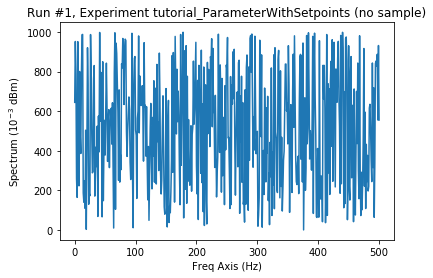 Run #1, Experiment tutorial_ParameterWithSetpoints (no sample)
1000
800
600
400
200
0
Spectrum (10⁻³ dBm)
0 100 200 300 400 500
Freq Axis (Hz)